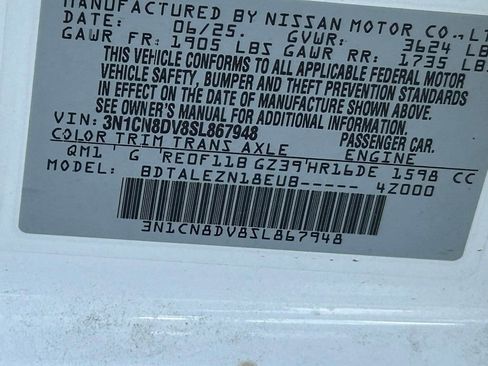 MANUFACTURED BY NISSAN MOTOR CO., LT
DATE: 06/25. GVWR: 3624 LB
GAWR FR: 1905 LBS GAWR RR: 1735 LBS
THIS VEHICLE CONFORMS TO ALL APPLICABLE FEDERAL MOTOR
VEHICLE SAFETY, BUMPER AND THEFT PREVENTION STANDARDS
IN EFFECT ON THE DATE OF MANUFACTURE SHOWN ABOVE.
SEE OWNER'S MANUAL FOR ADDITIONAL INFORMATION
VIN: 3N1CN8DV8SL867948 PASSENGER CAR.
COLOR TRIM TRANS AXLE ENGINE
QM1 G RE0F11B GZ39 HR16DE 1598 CC
MODEL: BDTALEZN18EU8----- 4Z000
3N1CN8DV8SL867948